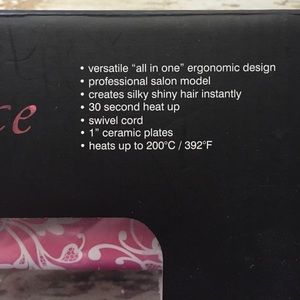 • versatile “all in one” ergonomic design
• professional salon model
• creates silky shiny hair instantly
• 30 second heat up
• swivel cord
• 1” ceramic plates
• heats up to 200°C / 392°F